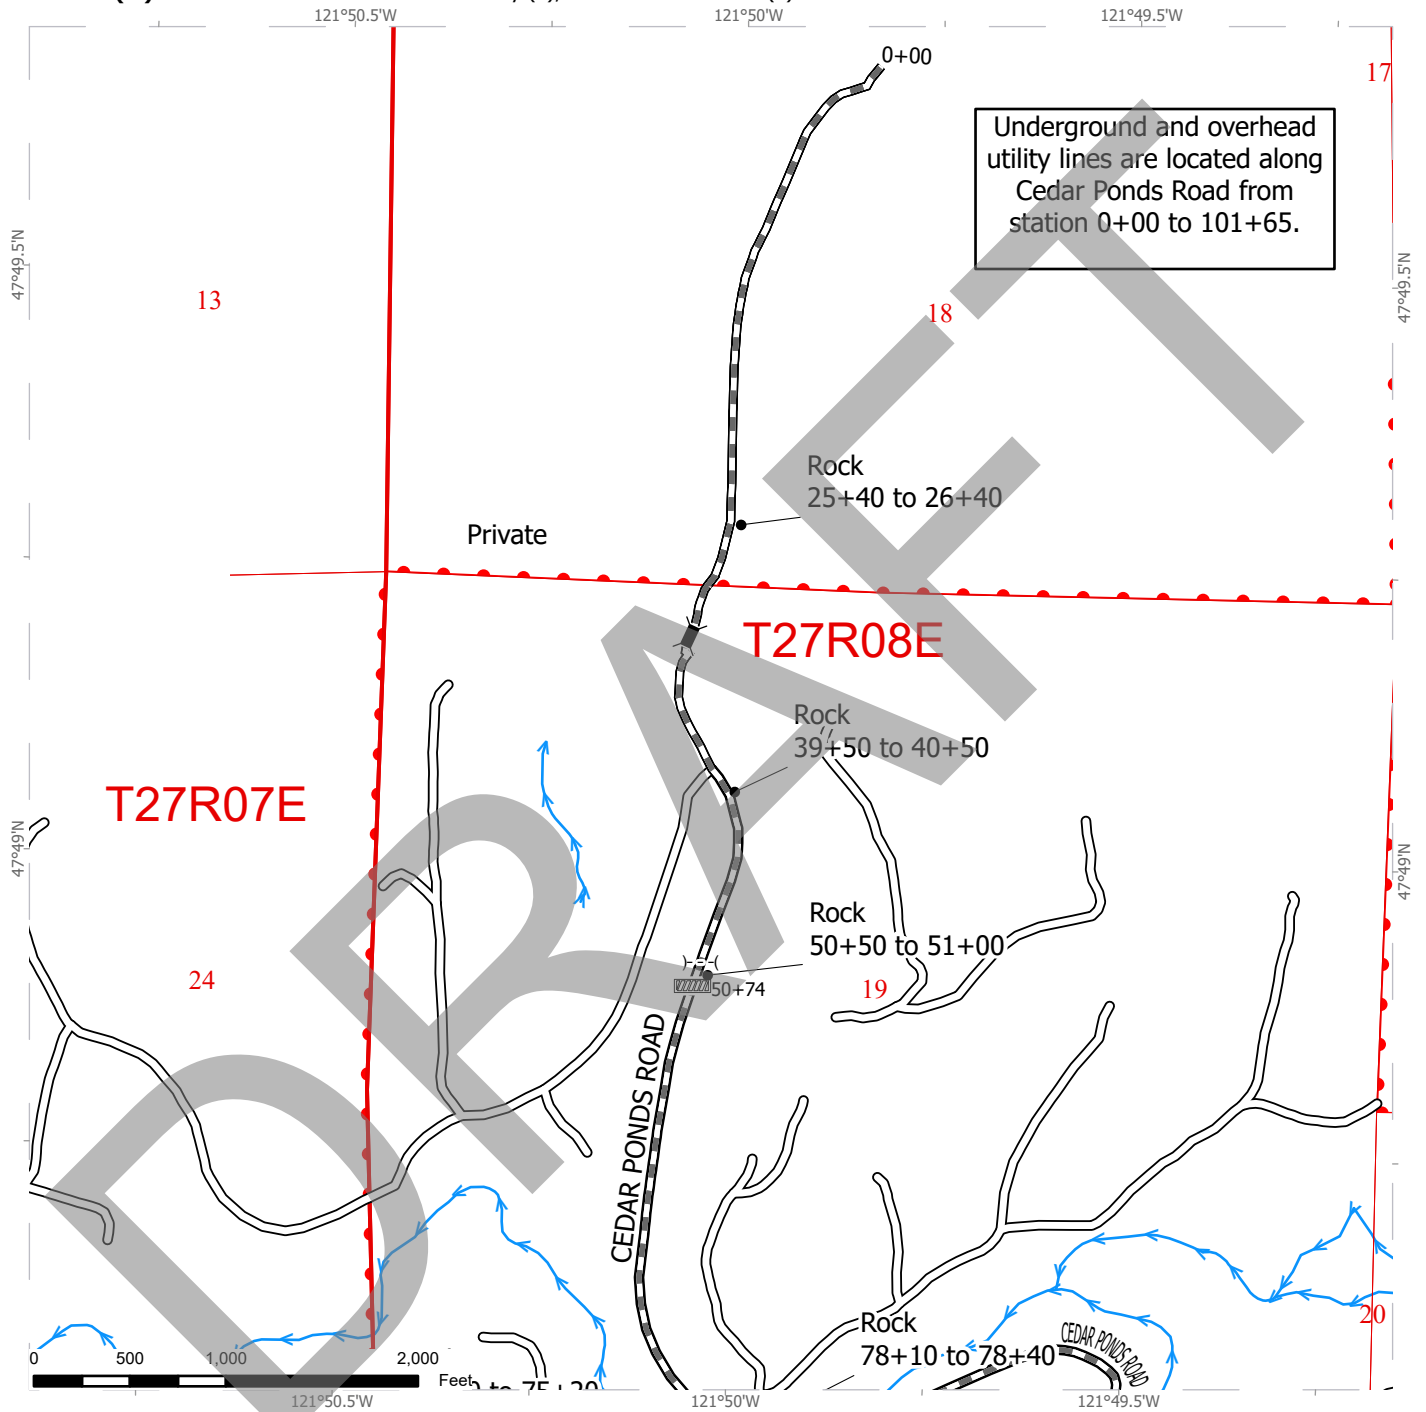 121°50.5'W
121°50'W
121°49.5'W
0+00
17
Underground and overhead
utility lines are located along
Cedar Ponds Road from
station 0+00 to 101+65.
47°49.5'N
47°49.5'N
13
18
Rock
25+40 to 26+40
Private
T27R08E
Rock
39+50 to 40+50
T27R07E
47°49'N
47°49'N
Rock
50+50 to 51+00
24
19
50+74
CEDAR PONDS ROAD
DRAFT
20
Rock
78+10 to 78+40
CEDAR PONDS ROAD
0
500
1,000
2,000
Feet
to 75+20
121°50.5'W
121°50'W
121°49.5'W